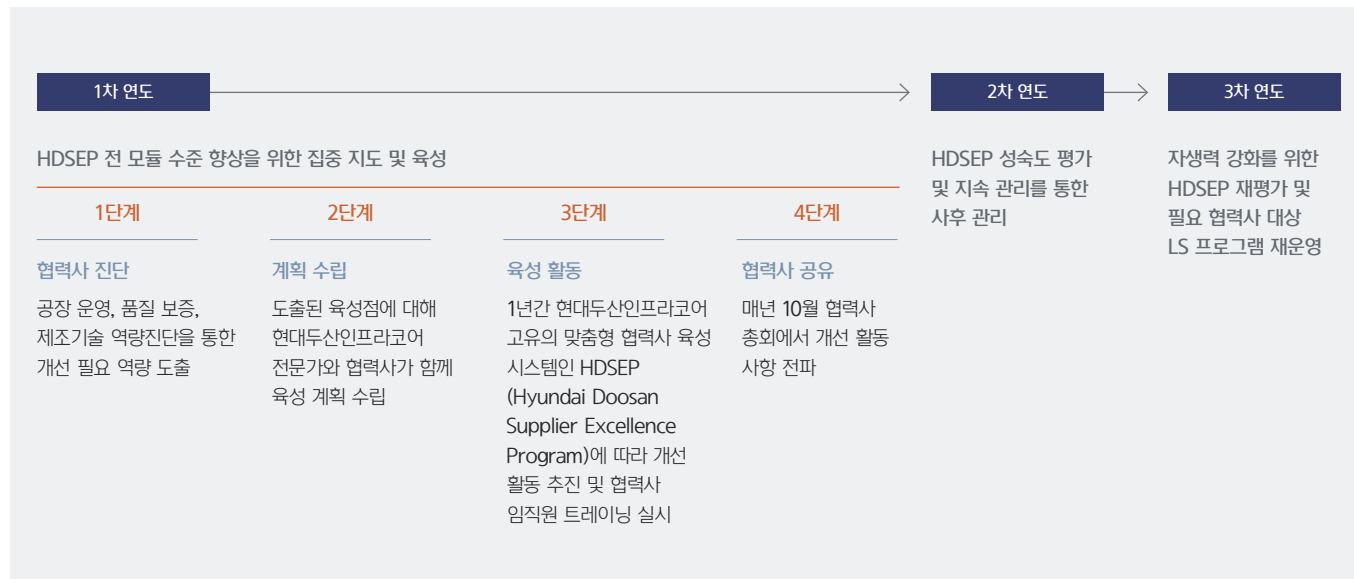 1차 연도
2차 연도
3차 연도
HDSEP 전 모듈 수준 향상을 위한 집중 지도 및 육성
1단계
협력사 진단
공장 운영, 품질 보증,
제조기술 역량진단을 통한
개선 필요 역량 도출
2단계
계획 수립
도출된 육성점에 대해
현대두산인프라코어
전문가와 협력사가 함께
육성 계획 수립
3단계
육성 활동
1년간 현대두산인프라코어
고유의 맞춤형 협력사 육성
시스템인 HDSEP
(Hyundai Doosan
Supplier Excellence
Program)에 따라 개선
활동 추진 및 협력사
임직원 트레이닝 실시
4단계
협력사 공유
매년 10월 협력사
총회에서 개선 활동
사항 전파
HDSEP 성숙도 평가
및 지속 관리를 통한
사후 관리
자생력 강화를 위한
HDSEP 재평가 및
필요 협력사 대상
LS 프로그램 재운영